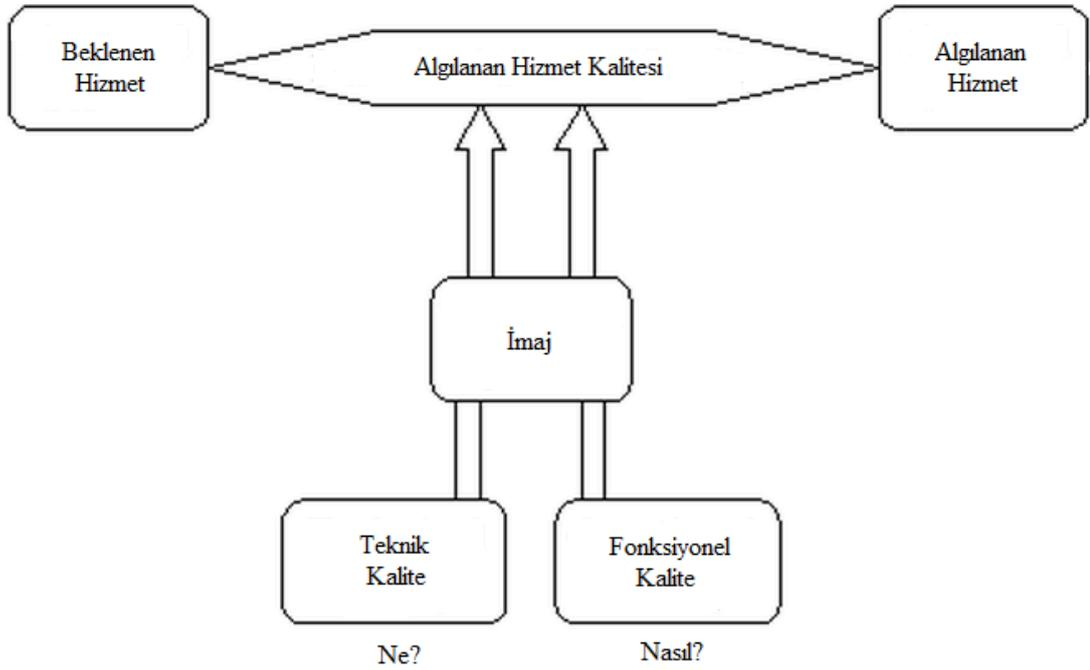 Beklenen
Hizmet
Algılanan Hizmet Kalitesi
Algılanan
Hizmet
İmaj
Teknik
Kalite
Fonksiyonel
Kalite
Ne?
Nasıl?